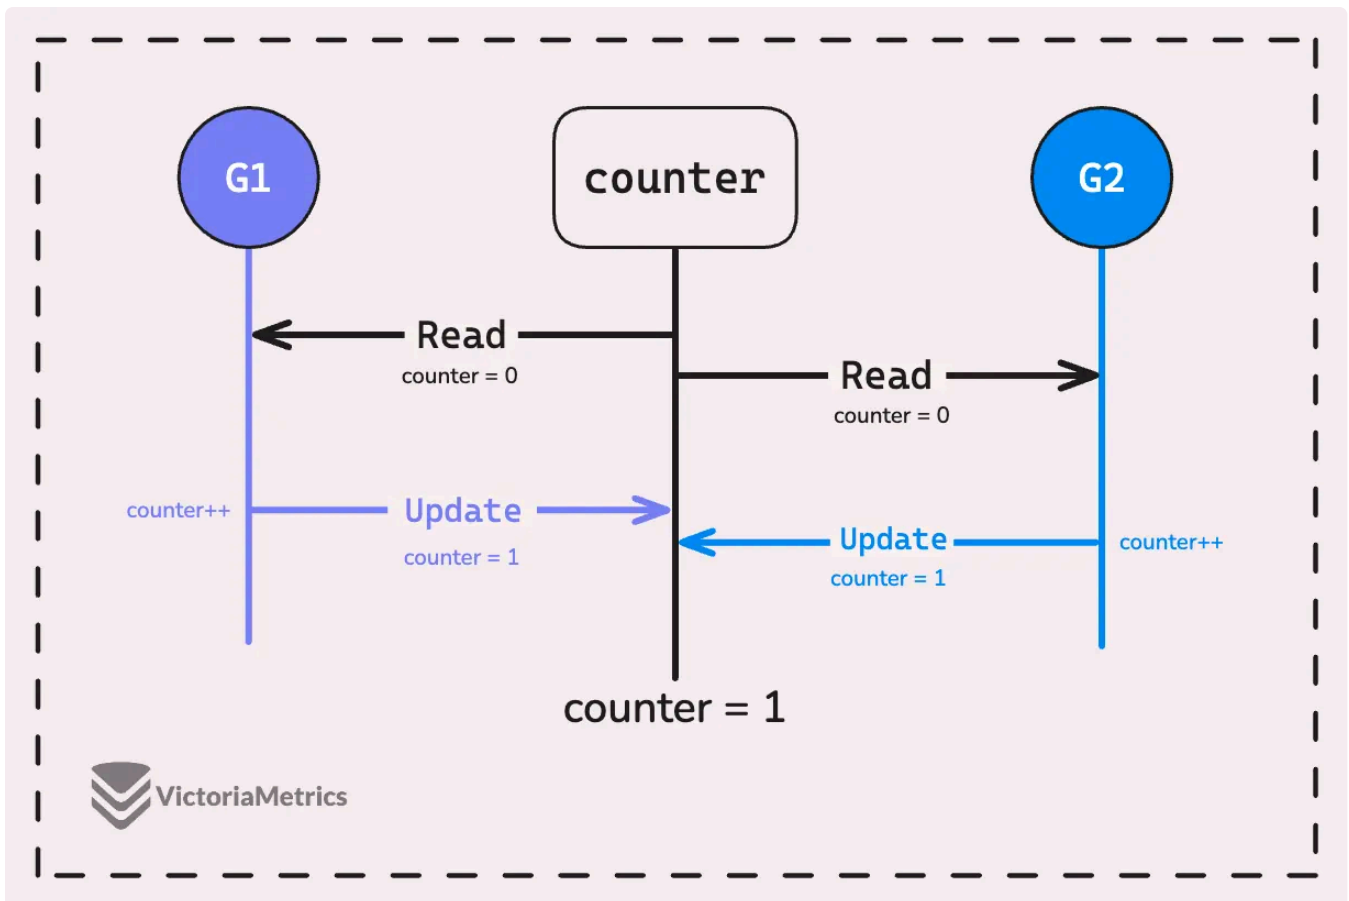 G1
counter
G2
Read
counter = 0
Read
counter = 0
counter++
Update
counter = 1
Update
counter = 1
counter++
counter = 1
VictoriaMetrics